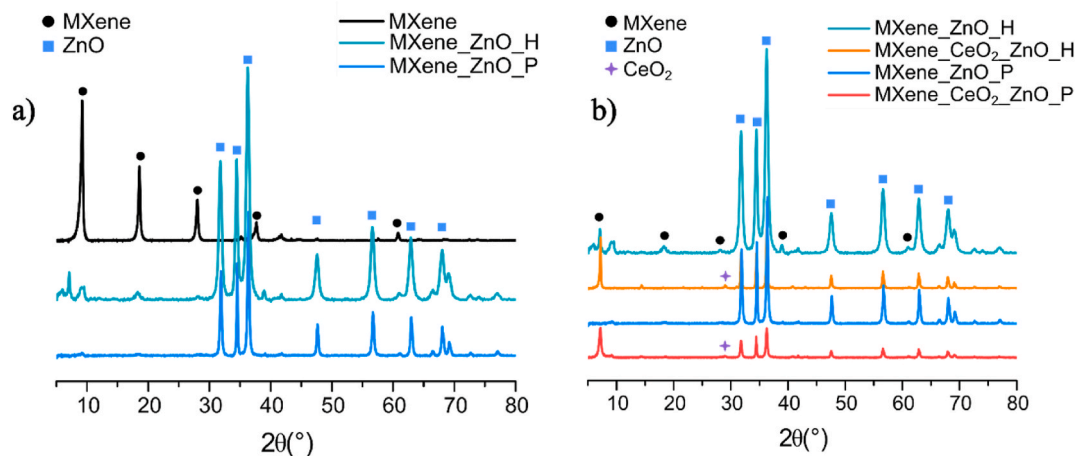 a)
● MXene
■ ZnO
MXene
MXene_ZnO_H
MXene_ZnO_P
10 20 30 40 50 60 70 80
2θ(°)
b)
● MXene
■ ZnO
✦ CeO₂
MXene_ZnO_H
MXene_CeO₂_ZnO_H
MXene_ZnO_P
MXene_CeO₂_ZnO_P
10 20 30 40 50 60 70 80
2θ(°)